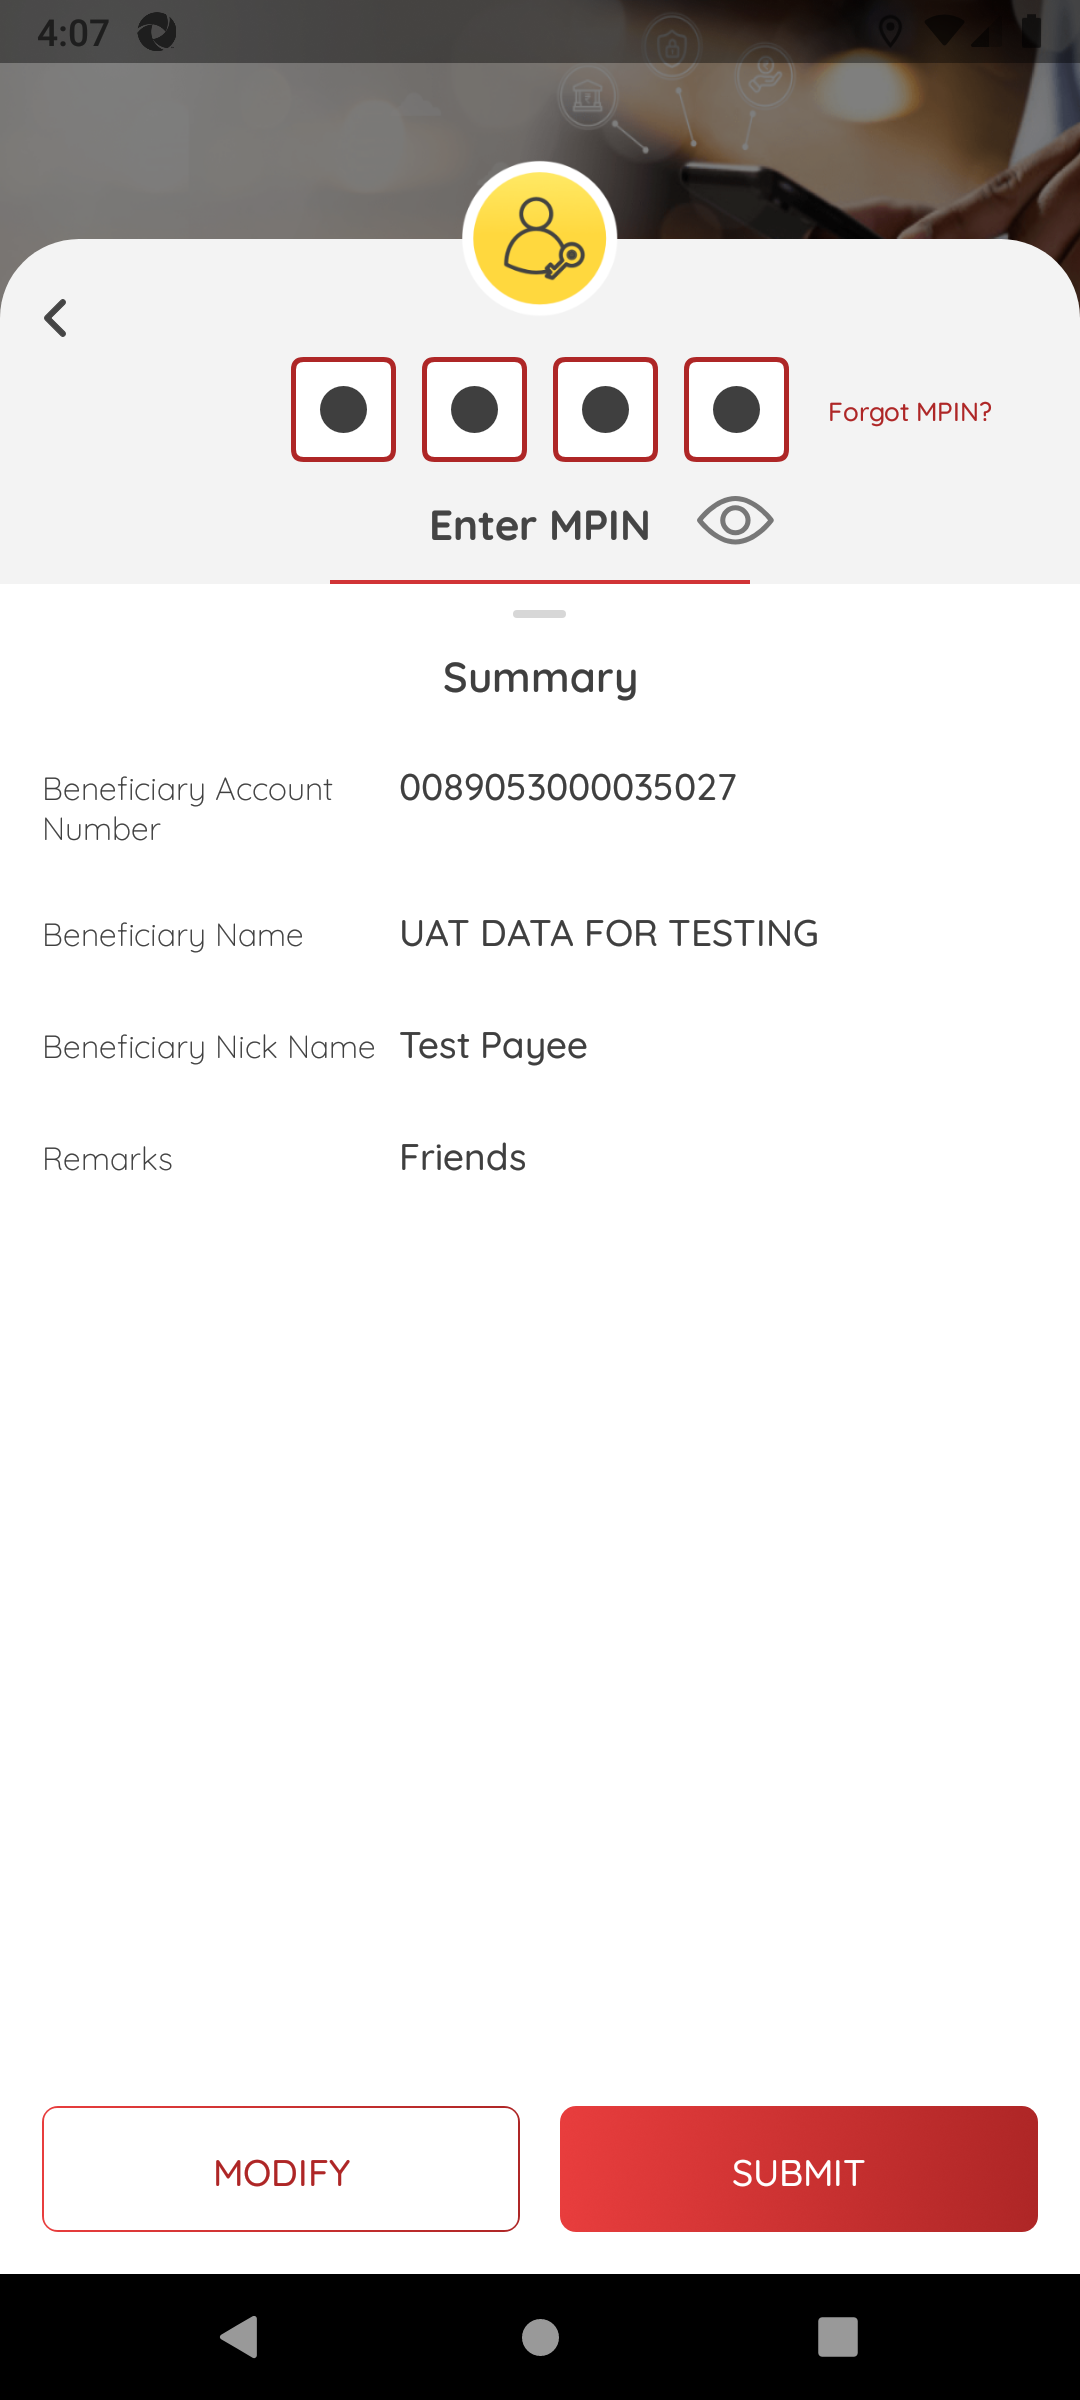 4:07
Forgot MPIN?
Enter MPIN
Summary
Beneficiary Account
Number
0089053000035027
Beneficiary Name
UAT DATA FOR TESTING
Beneficiary Nick Name
Test Payee
Remarks
Friends
MODIFY
SUBMIT